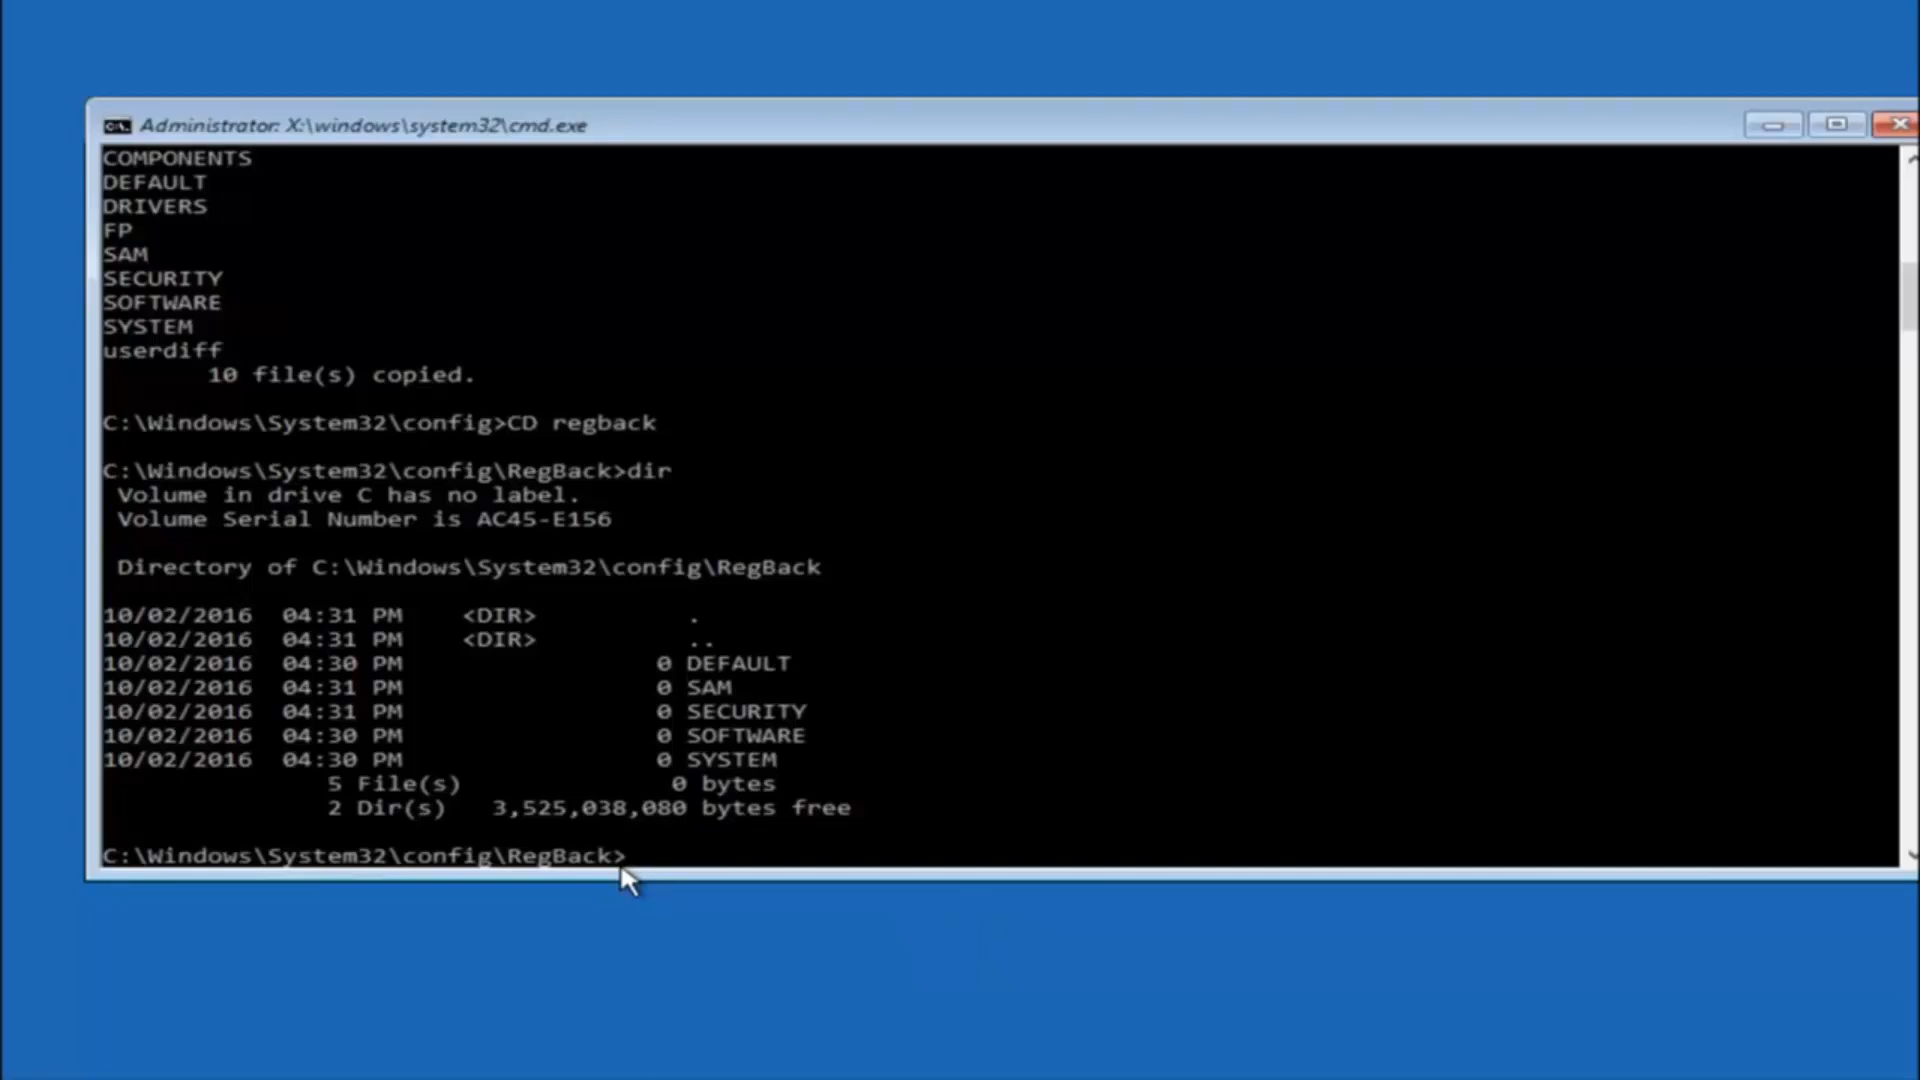 Administrator: X:\windows\system32\cmd.exe
COMPONENTS
DEFAULT
DRIVERS
FP
SAM
SECURITY
SOFTWARE
SYSTEM
userdiff
10 file(s) copied.
C:\Windows\System32\config>CD regback
C:\Windows\System32\config\RegBack>dir
Volume in drive C has no label.
Volume Serial Number is AC45-E156
Directory of C:\Windows\System32\config\RegBack
10/02/2016 04:31 PM <DIR> .
10/02/2016 04:31 PM <DIR> ..
10/02/2016 04:30 PM 0 DEFAULT
10/02/2016 04:31 PM 0 SAM
10/02/2016 04:31 PM 0 SECURITY
10/02/2016 04:30 PM 0 SOFTWARE
10/02/2016 04:30 PM 0 SYSTEM
5 File(s) 0 bytes
2 Dir(s) 3,525,038,080 bytes free
C:\Windows\System32\config\RegBack>